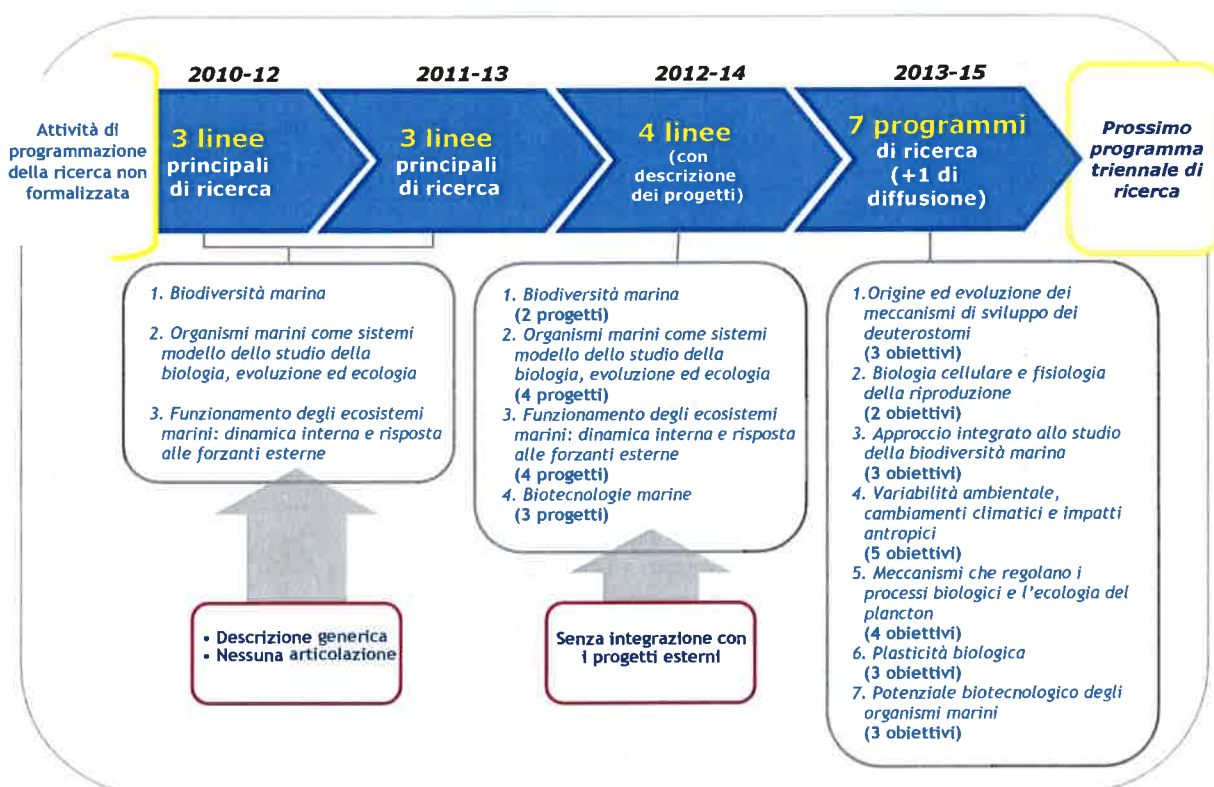 2010-12
2011-13
2012-14
2013-15
Attività di
programmazione
della ricerca non
formalizzata
3 linee
principali
di ricerca
3 linee
principali
di ricerca
4 linee
(con
descrizione
dei progetti)
7 programmi
di ricerca
(+1 di
diffusione)
Prossimo
programma
triennale di
ricerca
1. Biodiversità marina
2. Organismi marini come sistemi
modello dello studio della
biologia, evoluzione ed ecologia
3. Funzionamento degli ecosistemi
marini: dinamica interna e risposta
alle forzanti esterne
1. Biodiversità marina
(2 progetti)
2. Organismi marini come sistemi
modello dello studio della
biologia, evoluzione ed ecologia
(4 progetti)
3. Funzionamento degli ecosistemi
marini: dinamica interna e risposta
alle forzanti esterne
(4 progetti)
4. Biotecnologie marine
(3 progetti)
1.Origine ed evoluzione dei
meccanismi di sviluppo dei
deuterostomi
(3 obiettivi)
2. Biologia cellulare e fisiologia
della riproduzione
(2 obiettivi)
3. Approccio integrato allo studio
della biodiversità marina
(3 obiettivi)
4. Variabilità ambientale,
cambiamenti climatici e impatti
antropici
(5 obiettivi)
5. Meccanismi che regolano i
processi biologici e l'ecologia del
plancton
(4 obiettivi)
6. Plasticità biologica
(3 obiettivi)
7. Potenziale biotecnologico degli
organismi marini
(3 obiettivi)
• Descrizione generica
• Nessuna articolazione
Senza integrazione con
i progetti esterni